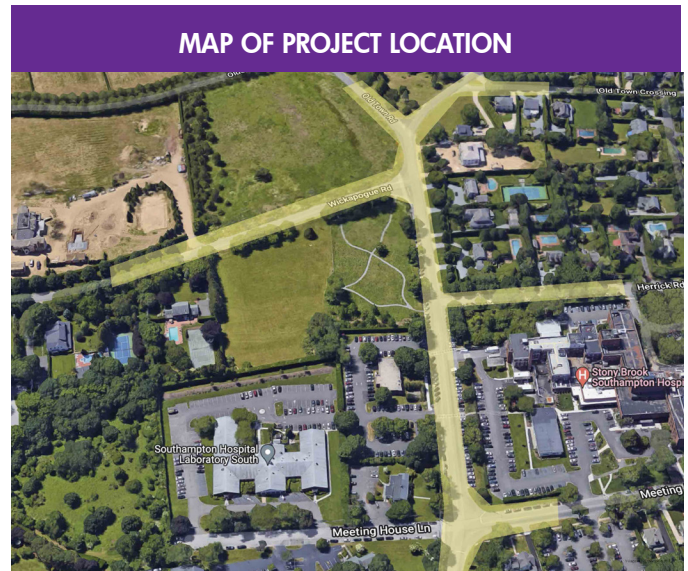 MAP OF PROJECT LOCATION
Old Town Crossing
Old Town Rd
Wickapogue Rd
Herrick Rd
H
Stony Brook
Southampton Hospi
Southampton Hospital
Laboratory South
Meeting
Meeting House Ln